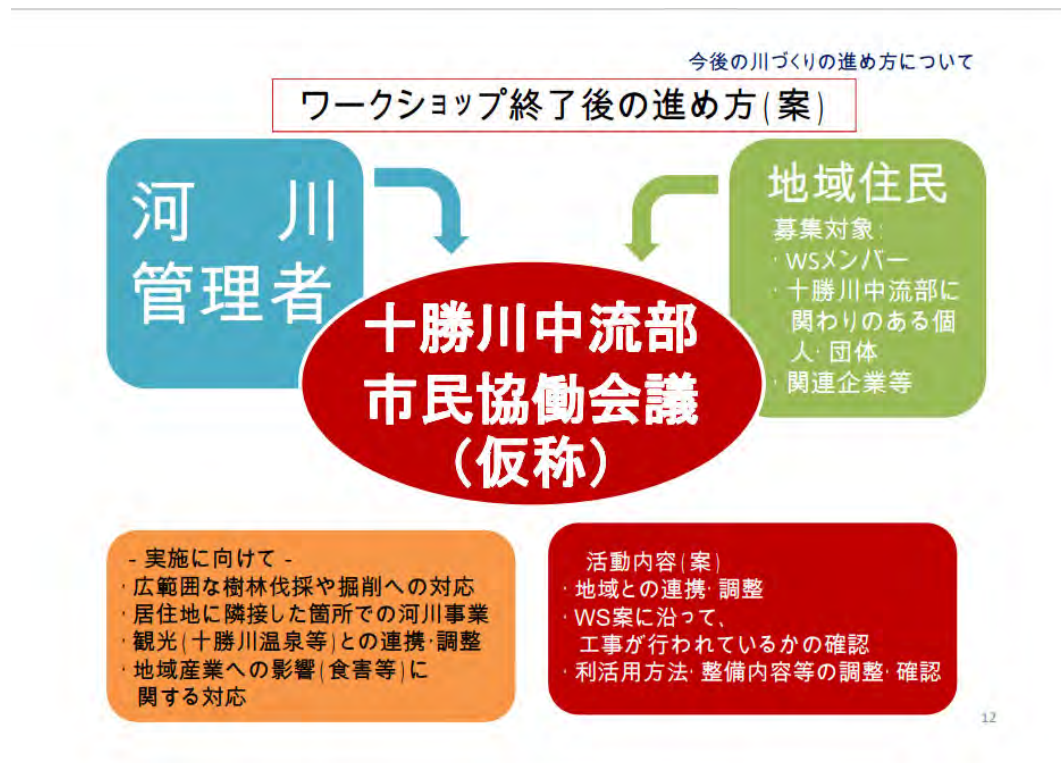 今後の川づくりの進め方について
ワークショップ終了後の進め方(案)
河　川
管理者
地域住民
募集対象:
・WSメンバー
・十勝川中流部に
関わりのある個
人・団体
・関連企業等
十勝川中流部
市民協働会議
(仮称)
- 実施に向けて -
・広範囲な樹林伐採や掘削への対応
・居住地に隣接した箇所での河川事業
・観光(十勝川温泉等)との連携・調整
・地域産業への影響(食害等)に
関する対応
活動内容(案)
・地域との連携・調整
・WS案に沿って、
工事が行われているかの確認
・利活用方法・整備内容等の調整・確認
12